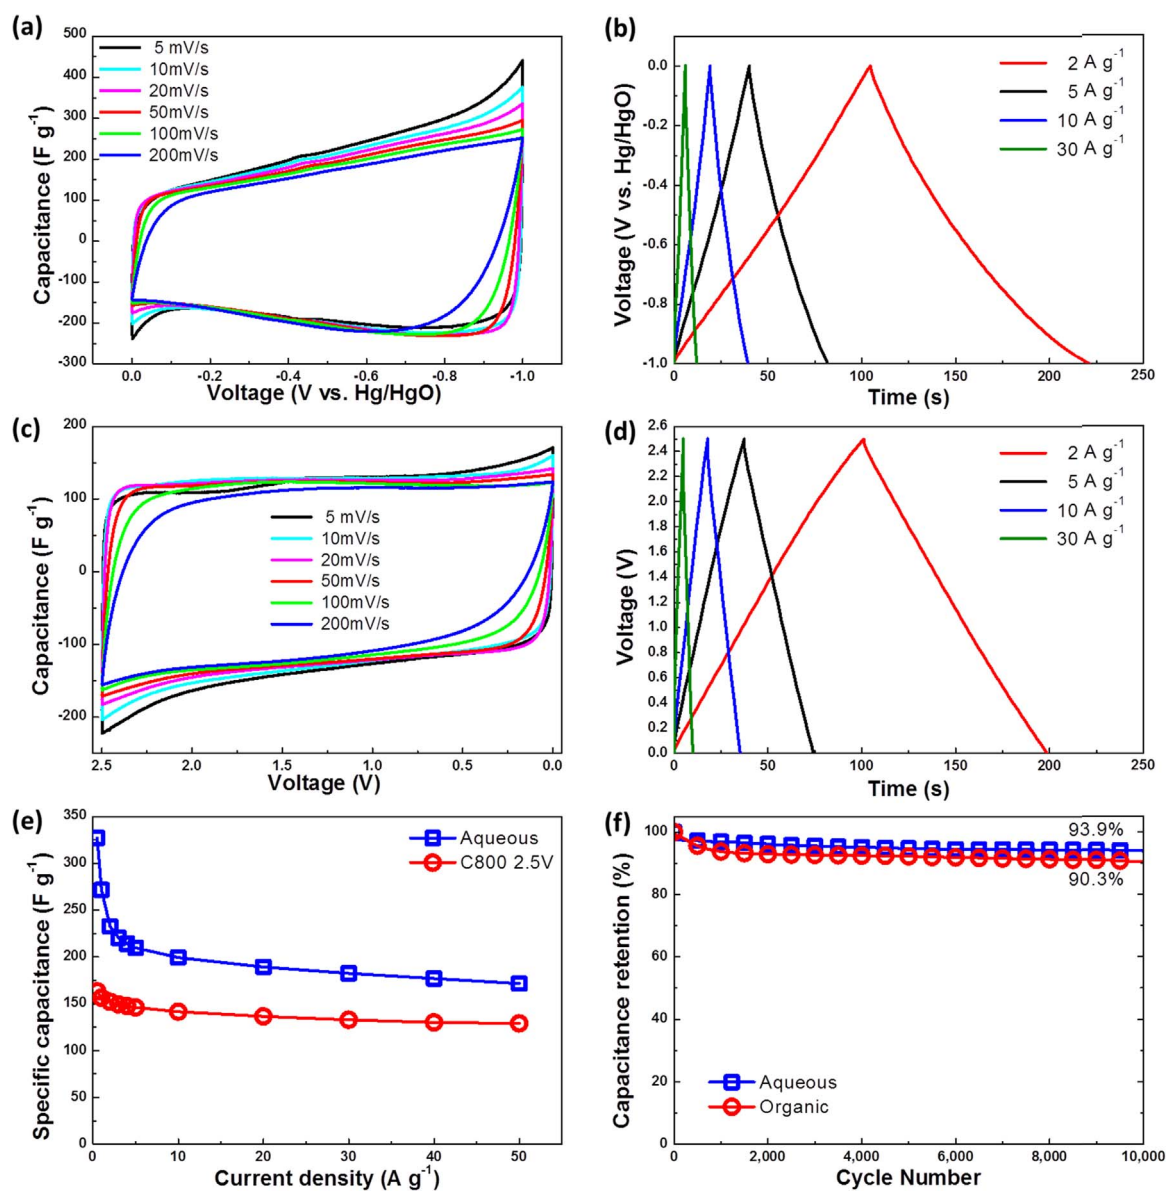 (a)
500
400
300
200
100
0
-100
-200
-300
Capacitance (F g⁻¹)
5 mV/s
10mV/s
20mV/s
50mV/s
100mV/s
200mV/s
0.0 -0.2 -0.4 -0.6 -0.8 -1.0
Voltage (V vs. Hg/HgO)
(b)
0.0
-0.2
-0.4
-0.6
-0.8
-1.0
Voltage (V vs. Hg/HgO)
2 A g⁻¹
5 A g⁻¹
10 A g⁻¹
30 A g⁻¹
0 50 100 150 200 250
Time (s)
(c)
200
100
0
-100
-200
Capacitance (F g⁻¹)
5 mV/s
10mV/s
20mV/s
50mV/s
100mV/s
200mV/s
2.5 2.0 1.5 1.0 0.5 0.0
Voltage (V)
(d)
2.6
2.4
2.2
2.0
1.8
1.6
1.4
1.2
1.0
0.8
0.6
0.4
0.2
0.0
Voltage (V)
2 A g⁻¹
5 A g⁻¹
10 A g⁻¹
30 A g⁻¹
0 50 100 150 200 250
Time (s)
(e)
350
300
250
200
150
100
50
0
Specific capacitance (F g⁻¹)
Aqueous
C800 2.5V
0 10 20 30 40 50
Current density (A g⁻¹)
(f)
100
80
60
40
20
0
Capacitance retention (%)
93.9%
90.3%
Aqueous
Organic
0 2,000 4,000 6,000 8,000 10,000
Cycle Number